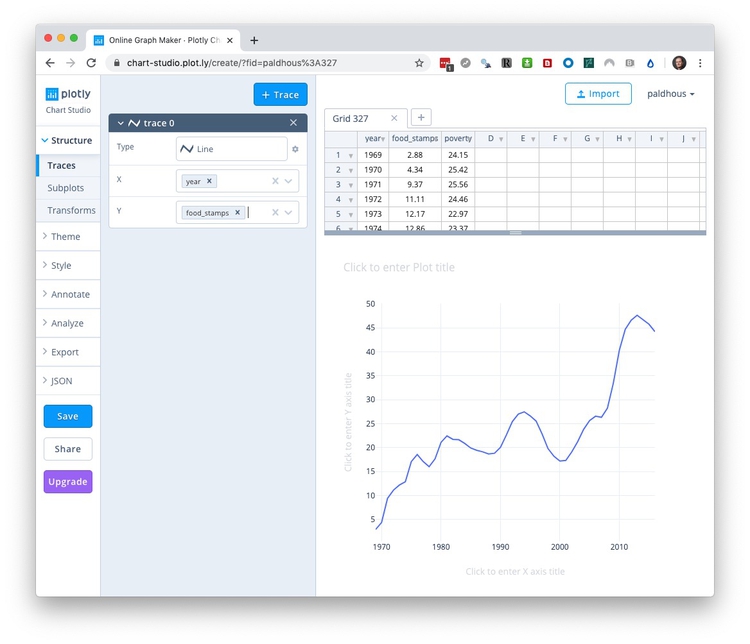 Online Graph Maker · Plotly Ch
chart-studio.plot.ly/create/?fid=paldhous%3A327
plotly
Chart Studio
Structure
Traces
Subplots
Transforms
Theme
Style
Annotate
Analyze
Export
JSON
Save
Share
Upgrade
+ Trace
trace 0
Type
Line
X
year
Y
food_stamps
Import
paldhous
Grid 327
year food_stamps poverty D E F G H I J
1 1969 2.88 24.15
2 1970 4.34 25.42
3 1971 9.37 25.56
4 1972 11.11 24.46
5 1973 12.17 22.97
6 1974 12.86 23.37
Click to enter Plot title
Click to enter Y axis title
50
45
40
35
30
25
20
15
10
5
1970 1980 1990 2000 2010
Click to enter X axis title